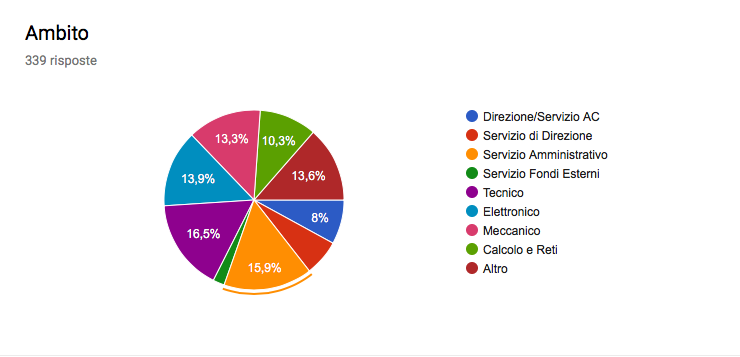 Ambito
339 risposte
13,3%
10,3%
13,9%
13,6%
8%
16,5%
15,9%
Direzione/Servizio AC
Servizio di Direzione
Servizio Amministrativo
Servizio Fondi Esterni
Tecnico
Elettronico
Meccanico
Calcolo e Reti
Altro